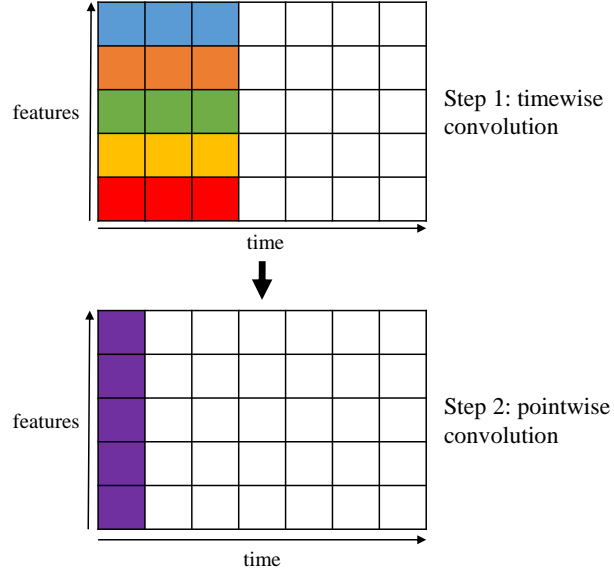 features
Step 1: timewise
convolution
time
features
Step 2: pointwise
convolution
time